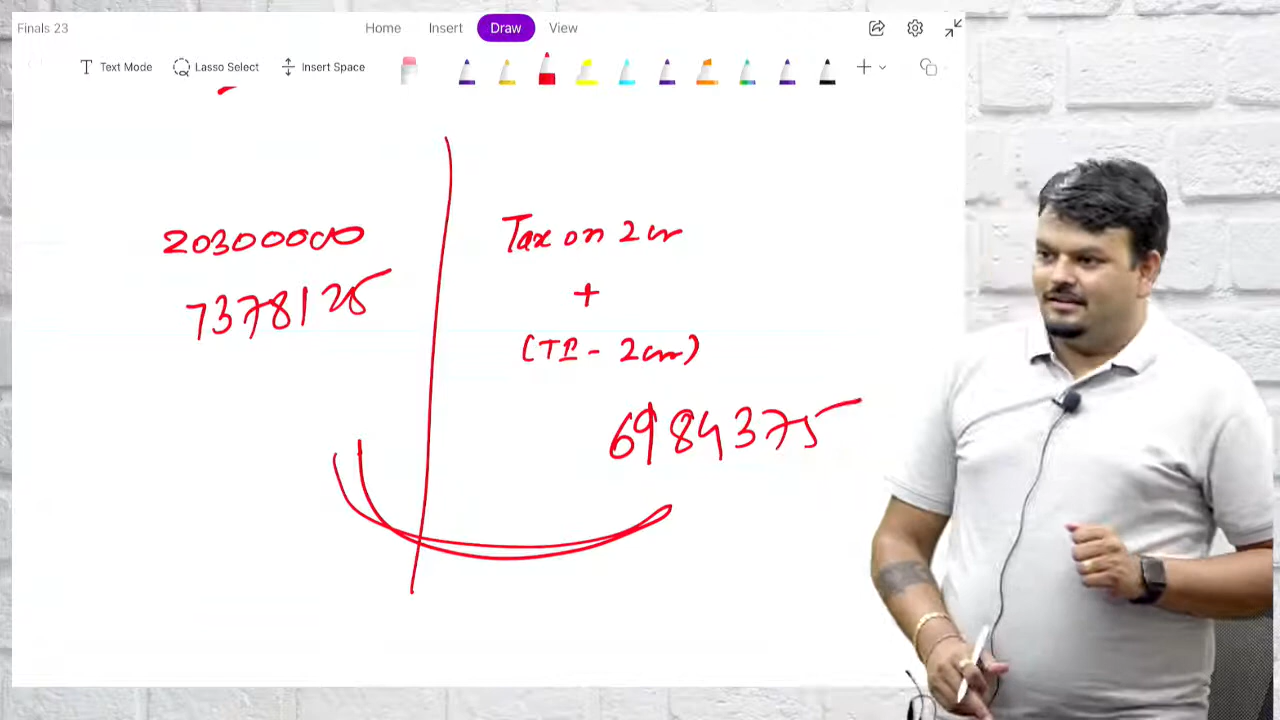 Finals 23
Home Insert Draw View
Text Mode Lasso Select Insert Space
20300000
7378125
Tax on 2cr
+
(TI - 2cr)
6984375